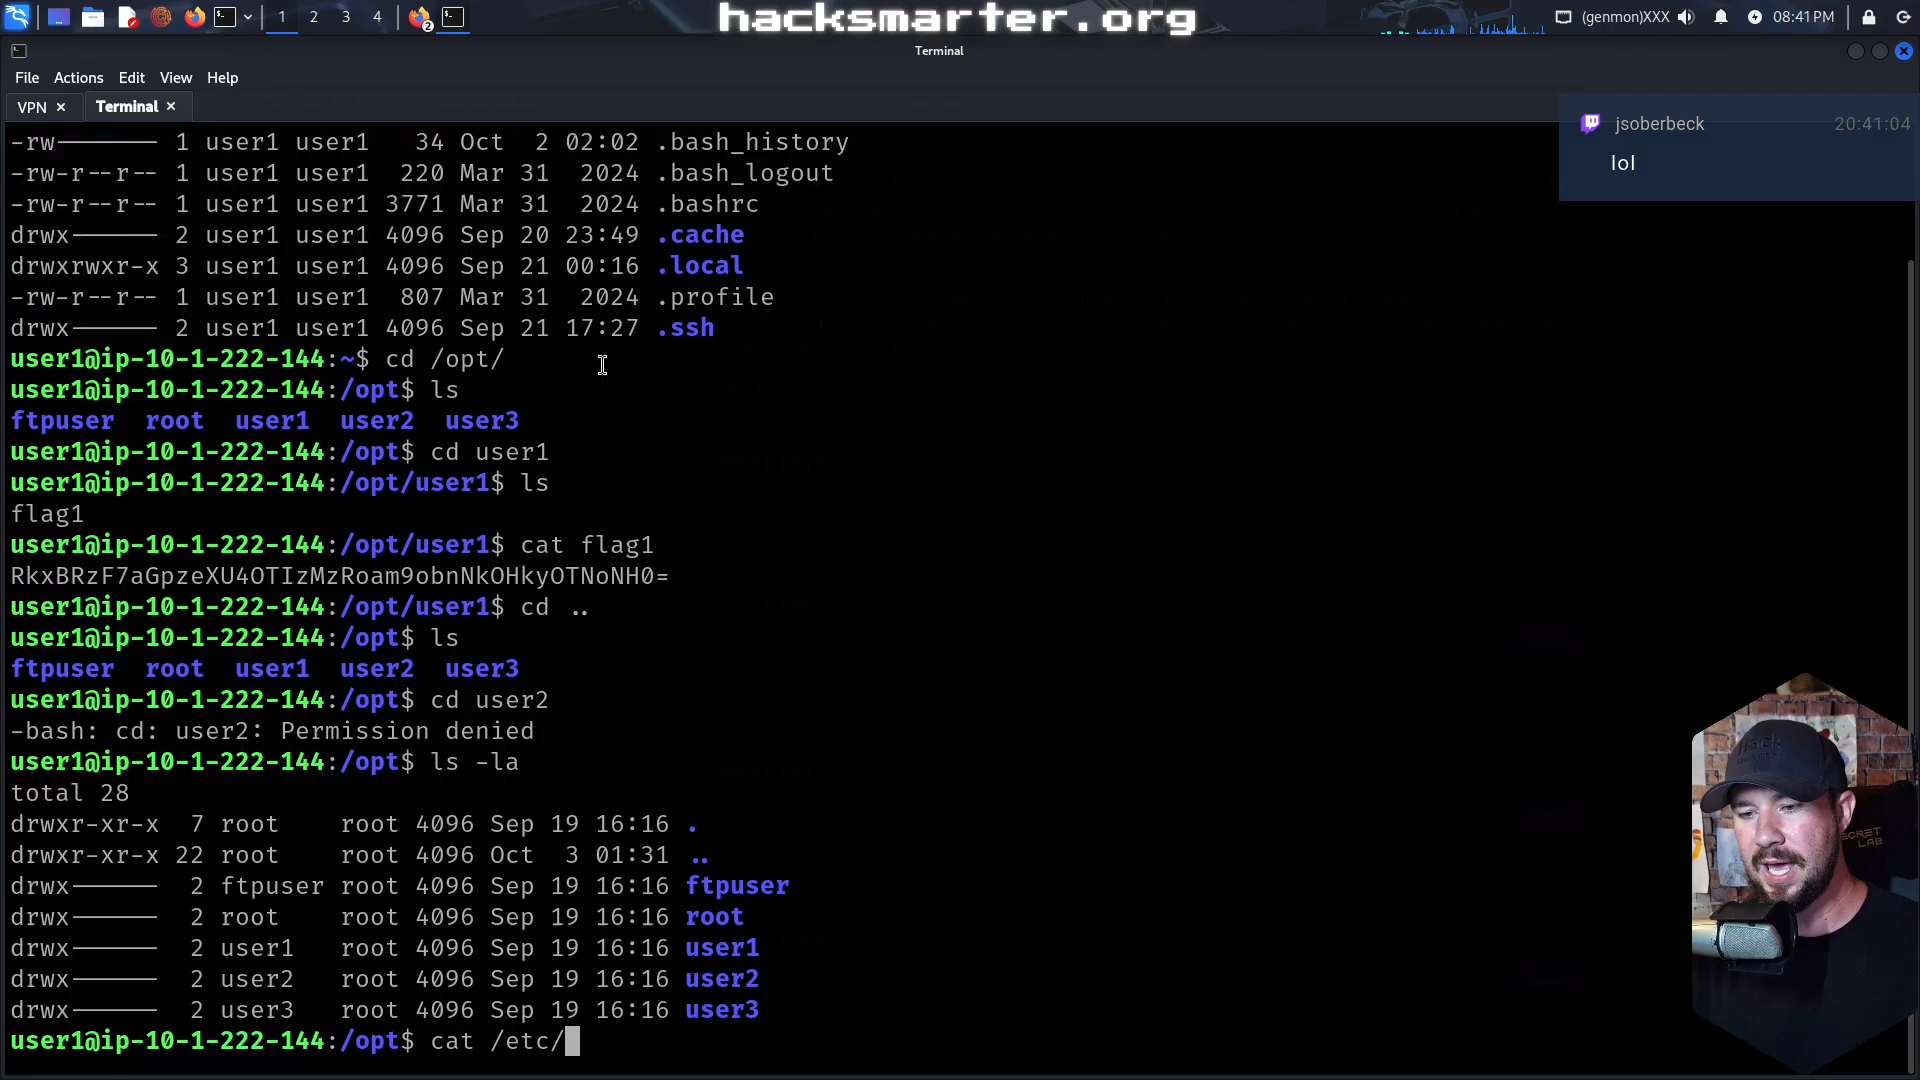 1 2 3 4 2 hacksmarter.org (genmon)XXX 08:41 PM
Terminal
File Actions Edit View Help
VPN × Terminal ×
jsoberbeck 20:41:04
lol
-rw------- 1 user1 user1 34 Oct 2 02:02 .bash_history
-rw-r--r-- 1 user1 user1 220 Mar 31 2024 .bash_logout
-rw-r--r-- 1 user1 user1 3771 Mar 31 2024 .bashrc
drwx------ 2 user1 user1 4096 Sep 20 23:49 .cache
drwxrwxr-x 3 user1 user1 4096 Sep 21 00:16 .local
-rw-r--r-- 1 user1 user1 807 Mar 31 2024 .profile
drwx------ 2 user1 user1 4096 Sep 21 17:27 .ssh
user1@ip-10-1-222-144:~$ cd /opt/
user1@ip-10-1-222-144:/opt$ ls
ftpuser root user1 user2 user3
user1@ip-10-1-222-144:/opt$ cd user1
user1@ip-10-1-222-144:/opt/user1$ ls
flag1
user1@ip-10-1-222-144:/opt/user1$ cat flag1
RkxBRzF7aGpzeXU4OTIzMzRoam9obnNkOHkyOTNoNH0=
user1@ip-10-1-222-144:/opt/user1$ cd ..
user1@ip-10-1-222-144:/opt$ ls
ftpuser root user1 user2 user3
user1@ip-10-1-222-144:/opt$ cd user2
-bash: cd: user2: Permission denied
user1@ip-10-1-222-144:/opt$ ls -la
total 28
drwxr-xr-x 7 root root 4096 Sep 19 16:16 .
drwxr-xr-x 22 root root 4096 Oct 3 01:31 ..
drwx------ 2 ftpuser root 4096 Sep 19 16:16 ftpuser
drwx------ 2 root root 4096 Sep 19 16:16 root
drwx------ 2 user1 root 4096 Sep 19 16:16 user1
drwx------ 2 user2 root 4096 Sep 19 16:16 user2
drwx------ 2 user3 root 4096 Sep 19 16:16 user3
user1@ip-10-1-222-144:/opt$ cat /etc/